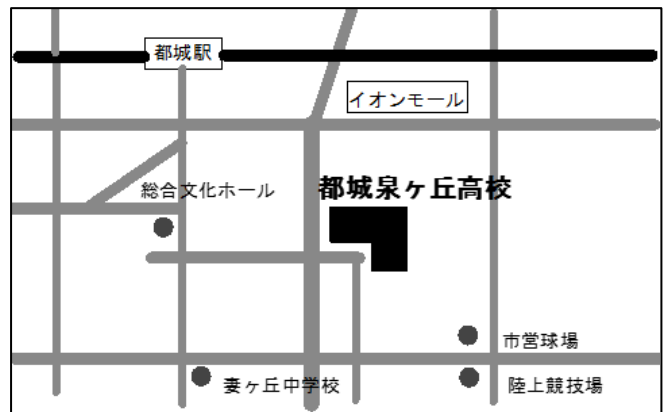 都城駅
イオンモール
総合文化ホール
都城泉ヶ丘高校
市営球場
妻ヶ丘中学校
陸上競技場